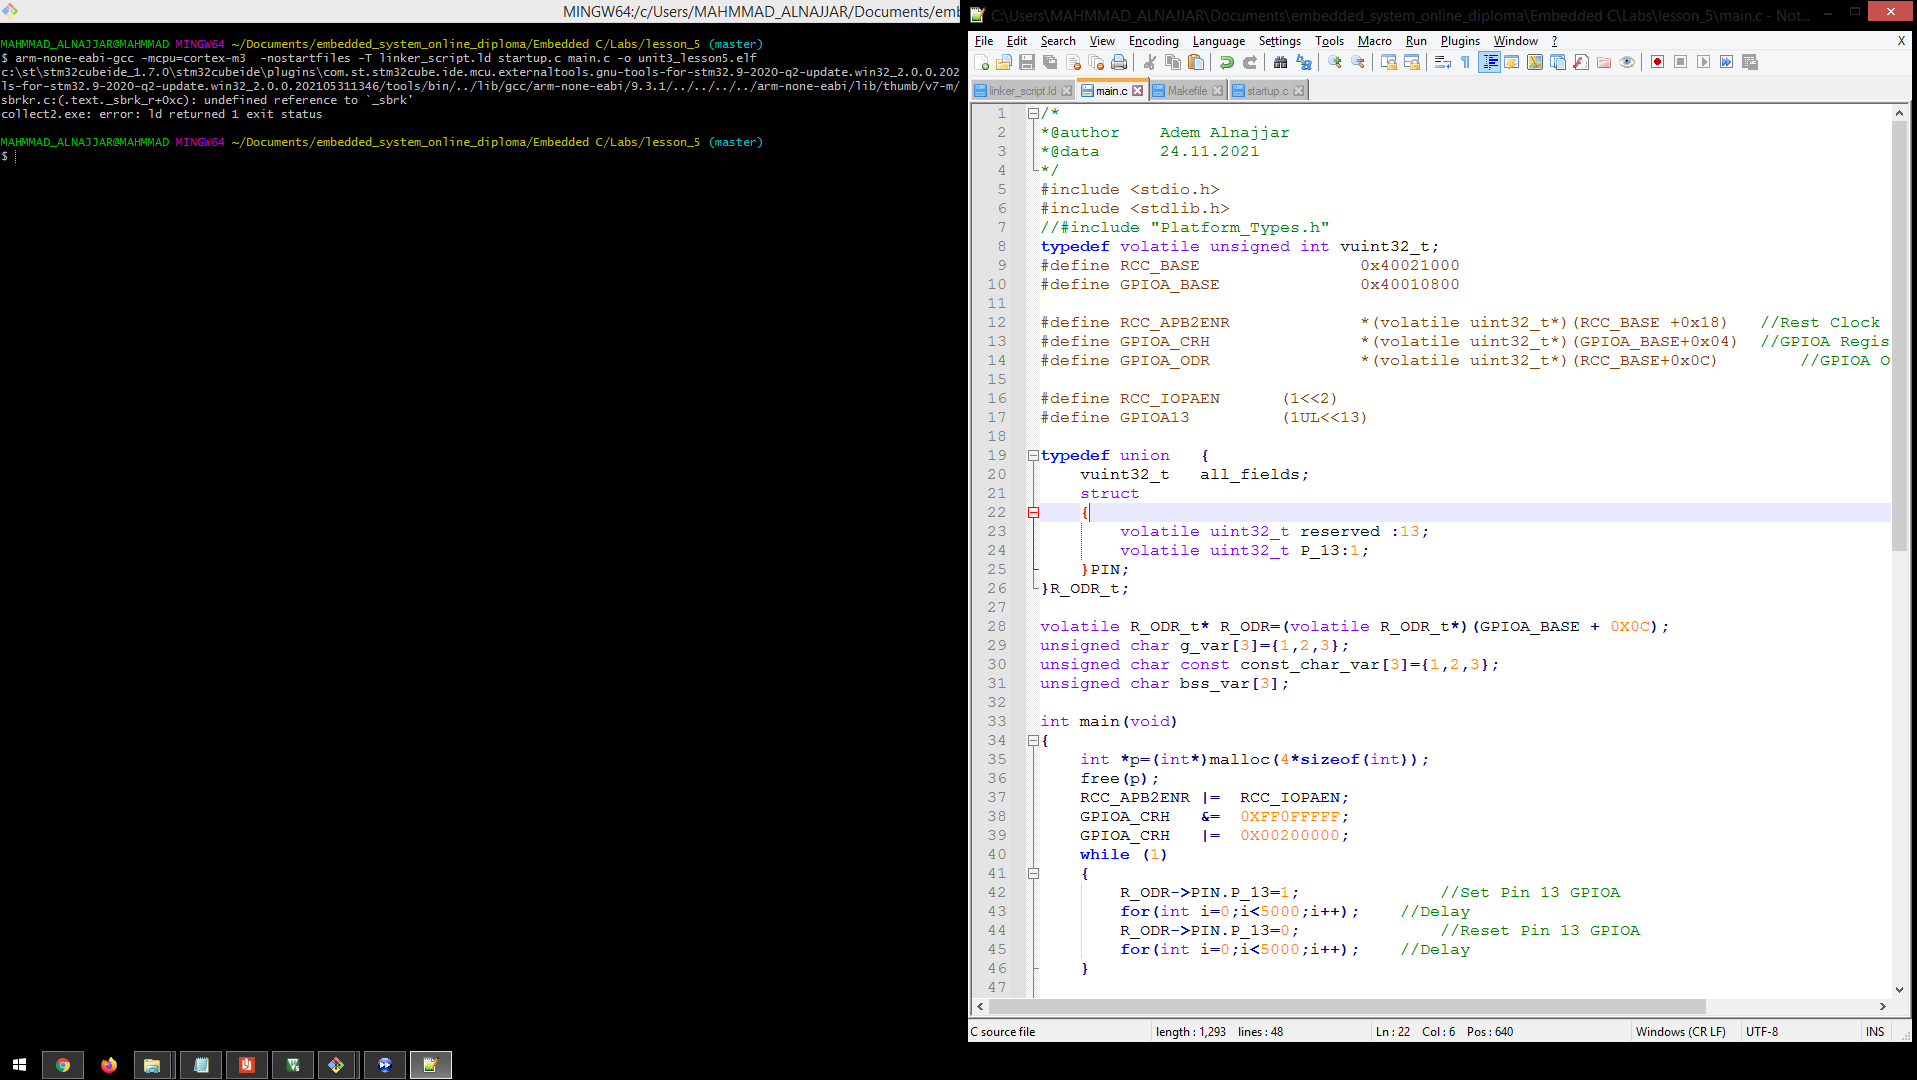 MINGW64:/c/Users/MAHMMAD_ALNAJJAR/Documents/emb
MAHMMAD_ALNAJJAR@MAHMMAD MINGW64 ~/Documents/embedded_system_online_diploma/Embedded C/Labs/lesson_5 (master)
$ arm-none-eabi-gcc -mcpu=cortex-m3  -nostartfiles -T linker_script.ld startup.c main.c -o unit3_lesson5.elf
c:\st\stm32cubeide_1.7.0\stm32cubeide\plugins\com.st.stm32cube.ide.mcu.externaltools.gnu-tools-for-stm32.9-2020-q2-update.win32_2.0.0.202
ls-for-stm32.9-2020-q2-update.win32_2.0.0.202105311346/tools/bin/../lib/gcc/arm-none-eabi/9.3.1/../../../../arm-none-eabi/lib/thumb/v7-m/
sbrkr.c:(.text._sbrk_r+0xc): undefined reference to `_sbrk'
collect2.exe: error: ld returned 1 exit status
MAHMMAD_ALNAJJAR@MAHMMAD MINGW64 ~/Documents/embedded_system_online_diploma/Embedded C/Labs/lesson_5 (master)
$
C:\Users\MAHMMAD_ALNAJJAR\Documents\embedded_system_online_diploma\Embedded C\Labs\lesson_5\main.c - Not...
File Edit Search View Encoding Language Settings Tools Macro Run Plugins Window ? X
linker_script.ld main.c Makefile startup.c
1 /*
2 *@author    Adem Alnajjar
3 *@data      24.11.2021
4 */
5 #include <stdio.h>
6 #include <stdlib.h>
7 //#include "Platform_Types.h"
8 typedef volatile unsigned int vuint32_t;
9 #define RCC_BASE                0x40021000
10 #define GPIOA_BASE              0x40010800
11
12 #define RCC_APB2ENR             *(volatile uint32_t*)(RCC_BASE +0x18)   //Rest Clock
13 #define GPIOA_CRH               *(volatile uint32_t*)(GPIOA_BASE+0x04)  //GPIOA Regis
14 #define GPIOA_ODR               *(volatile uint32_t*)(RCC_BASE+0x0C)        //GPIOA O
15
16 #define RCC_IOPAEN      (1<<2)
17 #define GPIOA13         (1UL<<13)
18
19 typedef union   {
20     vuint32_t   all_fields;
21     struct
22     {
23         volatile uint32_t reserved :13;
24         volatile uint32_t P_13:1;
25     }PIN;
26 }R_ODR_t;
27
28 volatile R_ODR_t* R_ODR=(volatile R_ODR_t*)(GPIOA_BASE + 0X0C);
29 unsigned char g_var[3]={1,2,3};
30 unsigned char const const_char_var[3]={1,2,3};
31 unsigned char bss_var[3];
32
33 int main(void)
34 {
35     int *p=(int*)malloc(4*sizeof(int));
36     free(p);
37     RCC_APB2ENR |=  RCC_IOPAEN;
38     GPIOA_CRH   &=  0XFF0FFFFF;
39     GPIOA_CRH   |=  0X00200000;
40     while (1)
41     {
42         R_ODR->PIN.P_13=1;              //Set Pin 13 GPIOA
43         for(int i=0;i<5000;i++);    //Delay
44         R_ODR->PIN.P_13=0;              //Reset Pin 13 GPIOA
45         for(int i=0;i<5000;i++);    //Delay
46     }
47
C source file length : 1,293 lines : 48 Ln : 22 Col : 6 Pos : 640 Windows (CR LF) UTF-8 INS